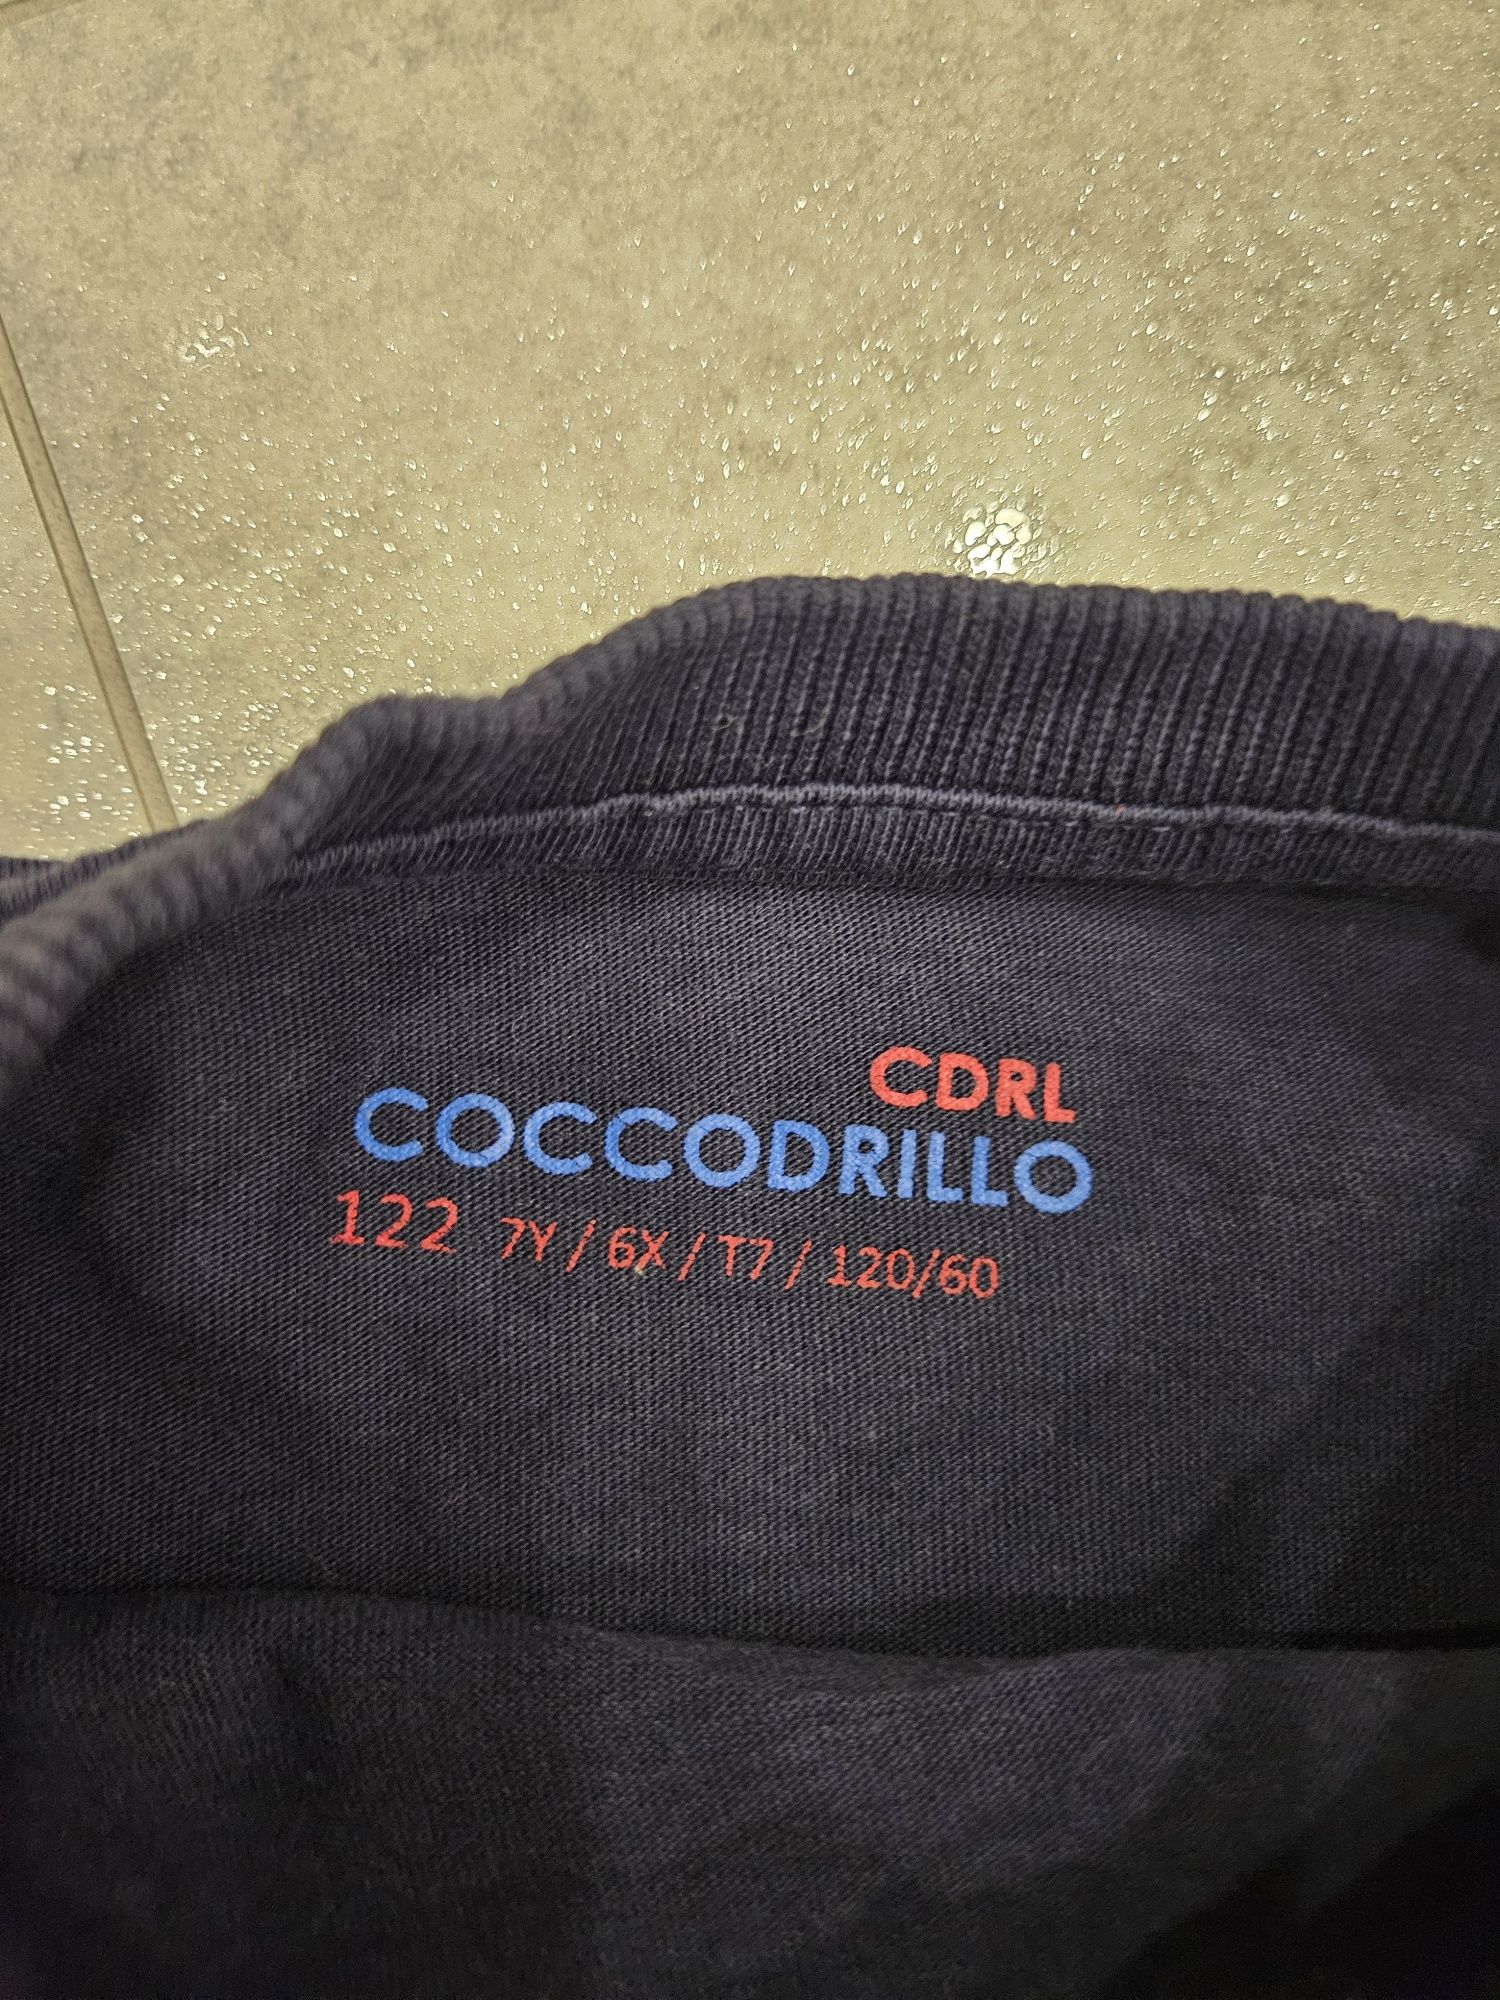 CDRL
COCCODRILLO
122 7Y / 6X / T7 / 120/60